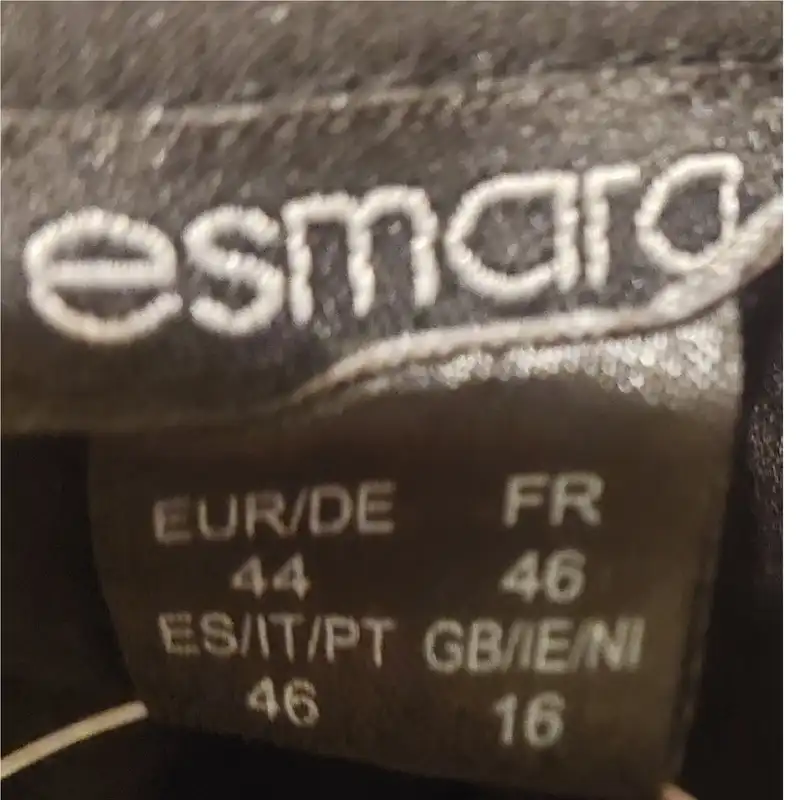 esmara
EUR/DE FR
44 46
ES/IT/PT GB/IE/NI
46 16